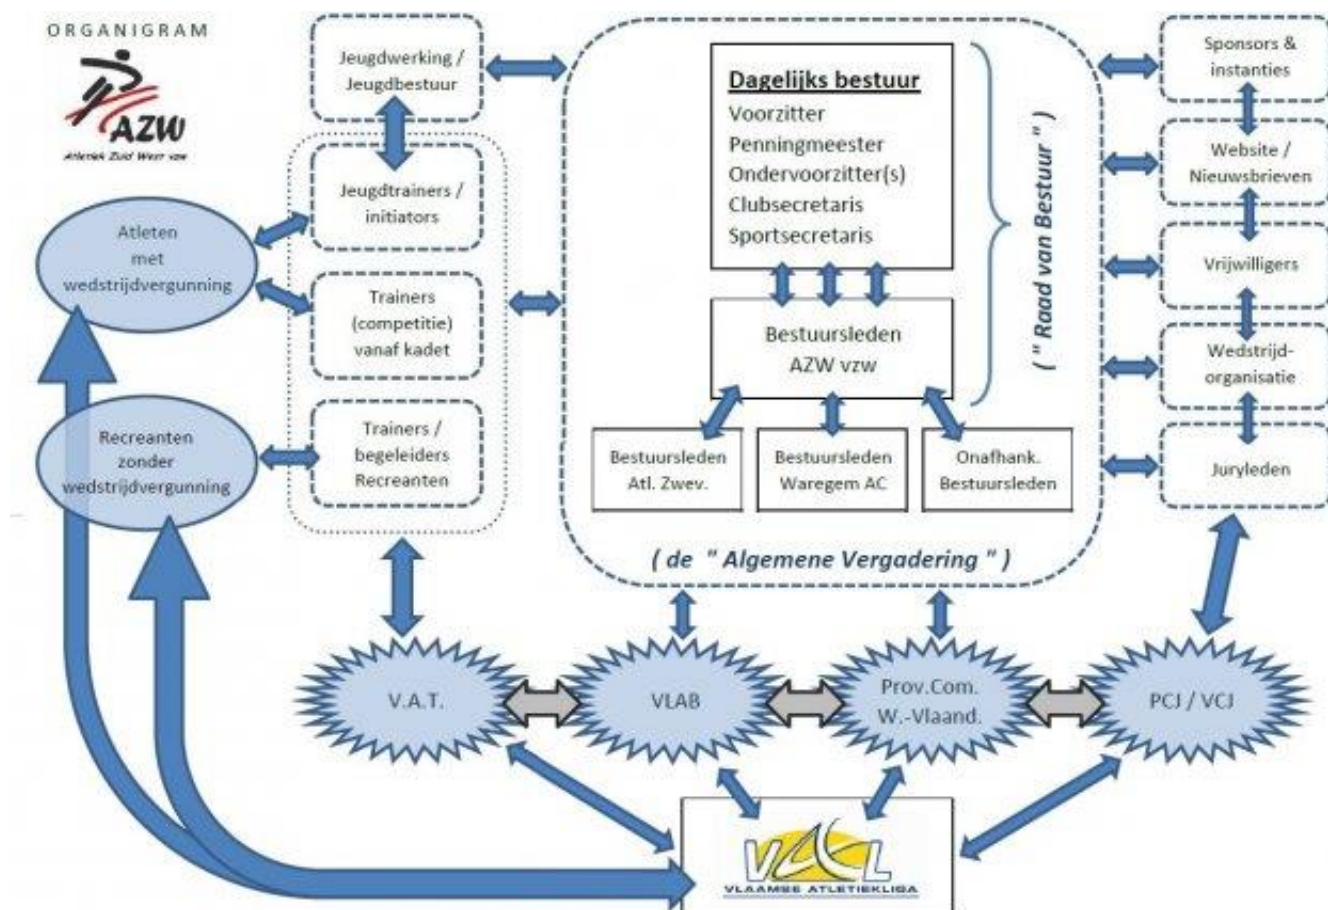 ORGANIGRAM
AZW
Atletiek Zuid West vzw
Jeugdwerking /
Jeugdbestuur
Jeugdtrainers /
initiators
Trainers
(competitie)
vanaf kadet
Trainers /
begeleiders
Recreanten
Atleten
met
wedstrijdvergunning
Recreanten
zonder
wedstrijdvergunning
Dagelijks bestuur
Voorzitter
Penningmeester
Ondervoorzitter(s)
Clubsecretaris
Sportsecretaris
Bestuursleden
AZW vzw
( " Raad van Bestuur " )
Bestuursleden
Atl. Zwev.
Bestuursleden
Waregem AC
Onafhank.
Bestuursleden
( de " Algemene Vergadering " )
Sponsors &
instanties
Website /
Nieuwsbrieven
Vrijwilligers
Wedstrijd-
organisatie
Juryleden
V.A.T.
VLAB
Prov.Com.
W.-Vlaand.
PCJ / VCJ
VAL
VLAAMSE ATLETIEKLIGA